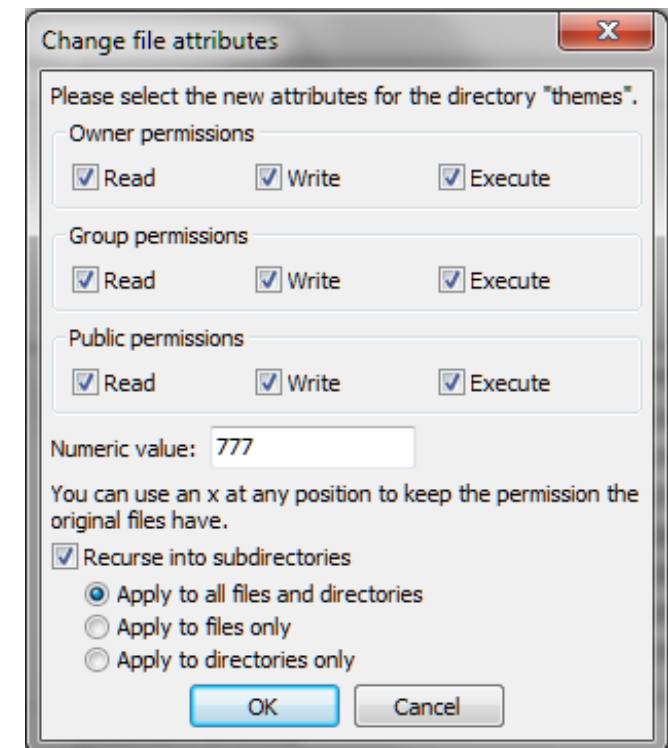 Change file attributes
Please select the new attributes for the directory "themes".
Owner permissions
Read Write Execute
Group permissions
Read Write Execute
Public permissions
Read Write Execute
Numeric value: 777
You can use an x at any position to keep the permission the
original files have.
Recurse into subdirectories
Apply to all files and directories
Apply to files only
Apply to directories only
OK Cancel